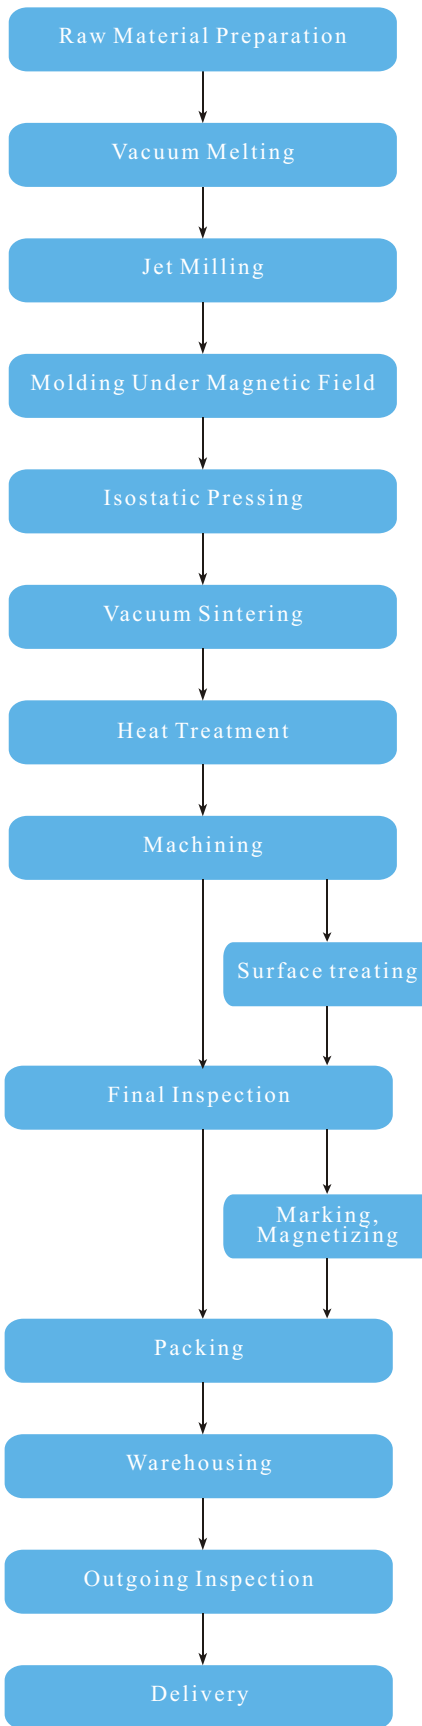 Raw Material Preparation
Vacuum Melting
Jet Milling
Molding Under Magnetic Field
Isostatic Pressing
Vacuum Sintering
Heat Treatment
Machining
Surface treating
Final Inspection
Marking,
Magnetizing
Packing
Warehousing
Outgoing Inspection
Delivery